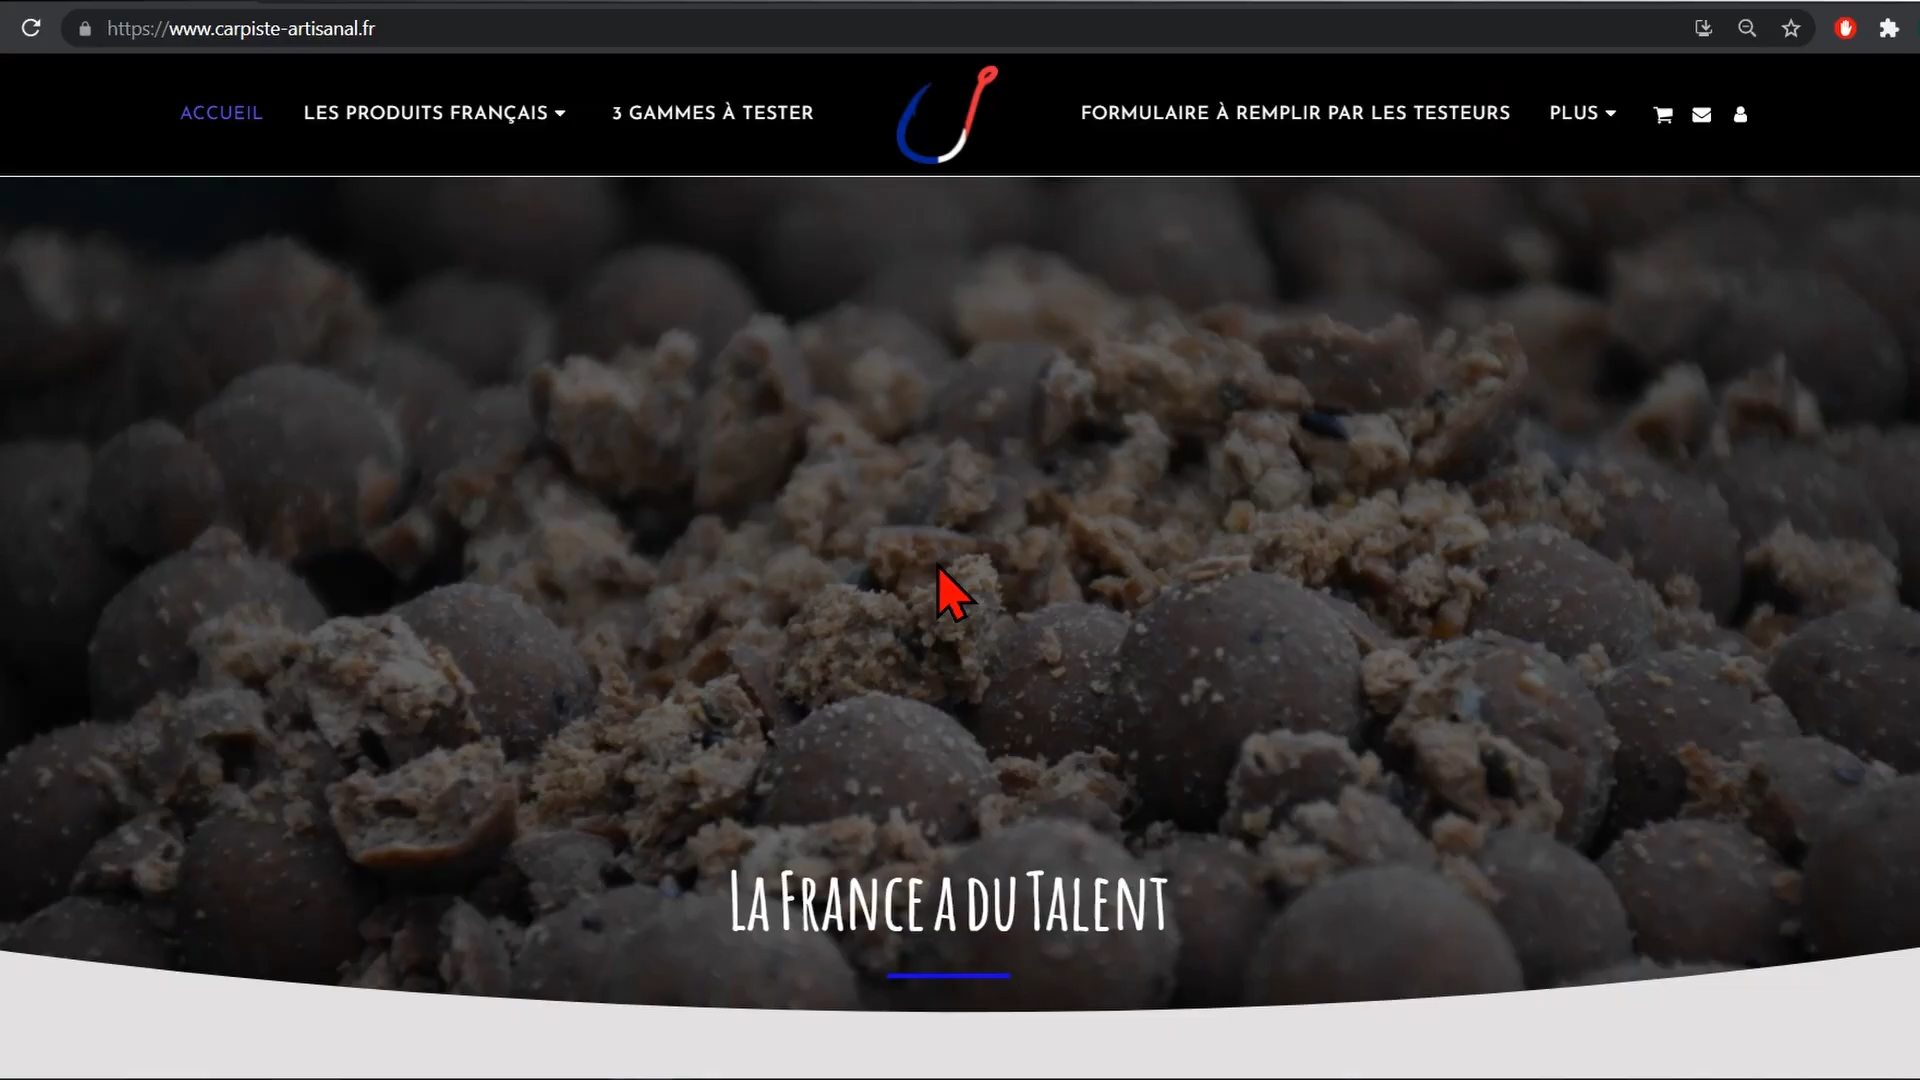 https://www.carpiste-artisanal.fr
ACCUEIL
LES PRODUITS FRANÇAIS
3 GAMMES À TESTER
FORMULAIRE À REMPLIR PAR LES TESTEURS
PLUS
LA FRANCE A DU TALENT